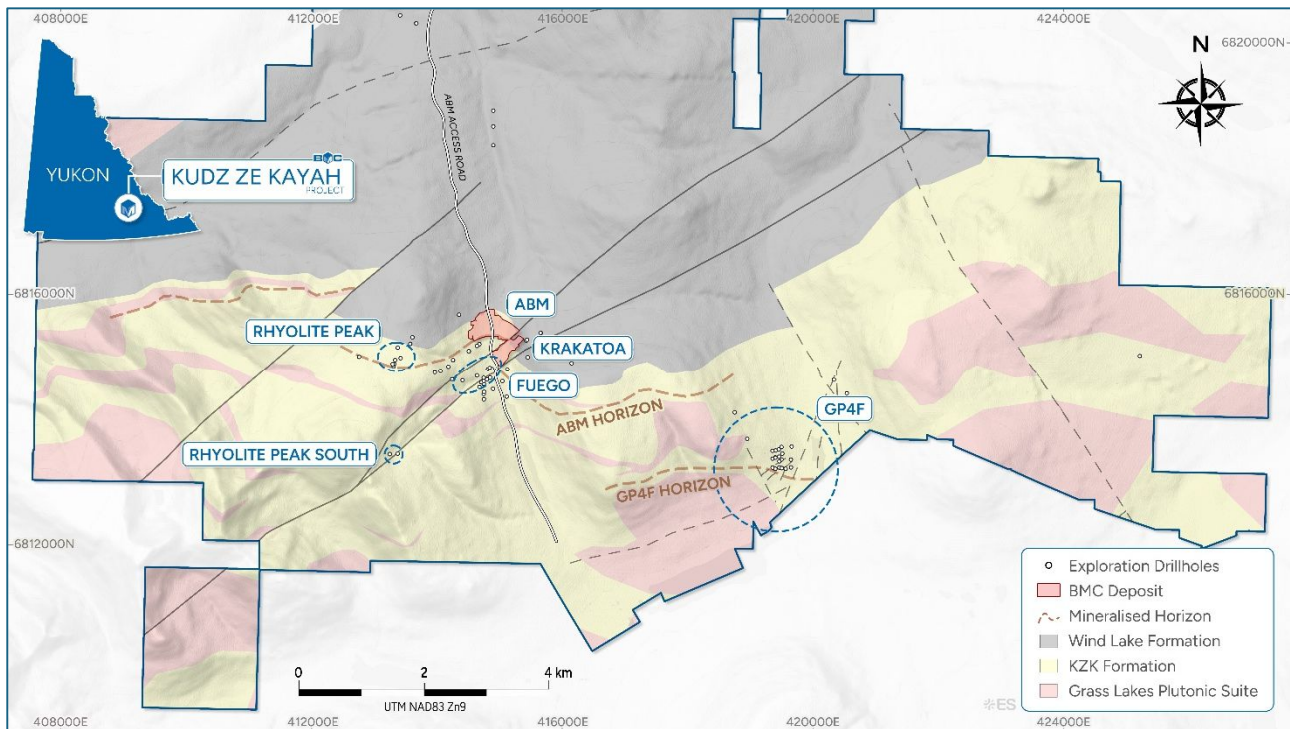 408000E
412000E
416000E
420000E
424000E
6820000N
N
ABM ACCESS ROAD
YUKON
BMC
KUDZ ZE KAYAH
PROJECT
6816000N
6816000N
ABM
RHYOLITE PEAK
KRAKATOA
FUEGO
ABM HORIZON
GP4F
RHYOLITE PEAK SOUTH
GP4F HORIZON
6812000N
Exploration Drillholes
BMC Deposit
Mineralised Horizon
Wind Lake Formation
KZK Formation
Grass Lakes Plutonic Suite
0
2
4 km
UTM NAD83 Zn9
ES
408000E
412000E
416000E
420000E
424000E